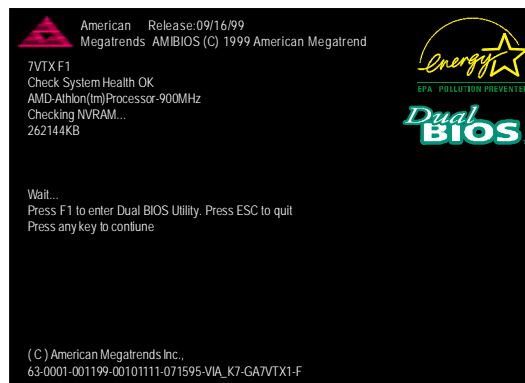 American    Release:09/16/99
Megatrends  AMIBIOS (C) 1999 American Megatrend
energy
EPA POLLUTION PREVENTER
Dual
BIOS
7VTX F1
Check System Health OK
AMD-Athlon(tm)Processor-900MHz
Checking NVRAM...
262144KB
Wait...
Press F1 to enter Dual BIOS Utility. Press ESC to quit
Press any key to contiune
( C ) American Megatrends Inc.,
63-0001-001199-00101111-071595-VIA_K7-GA7VTX1-F